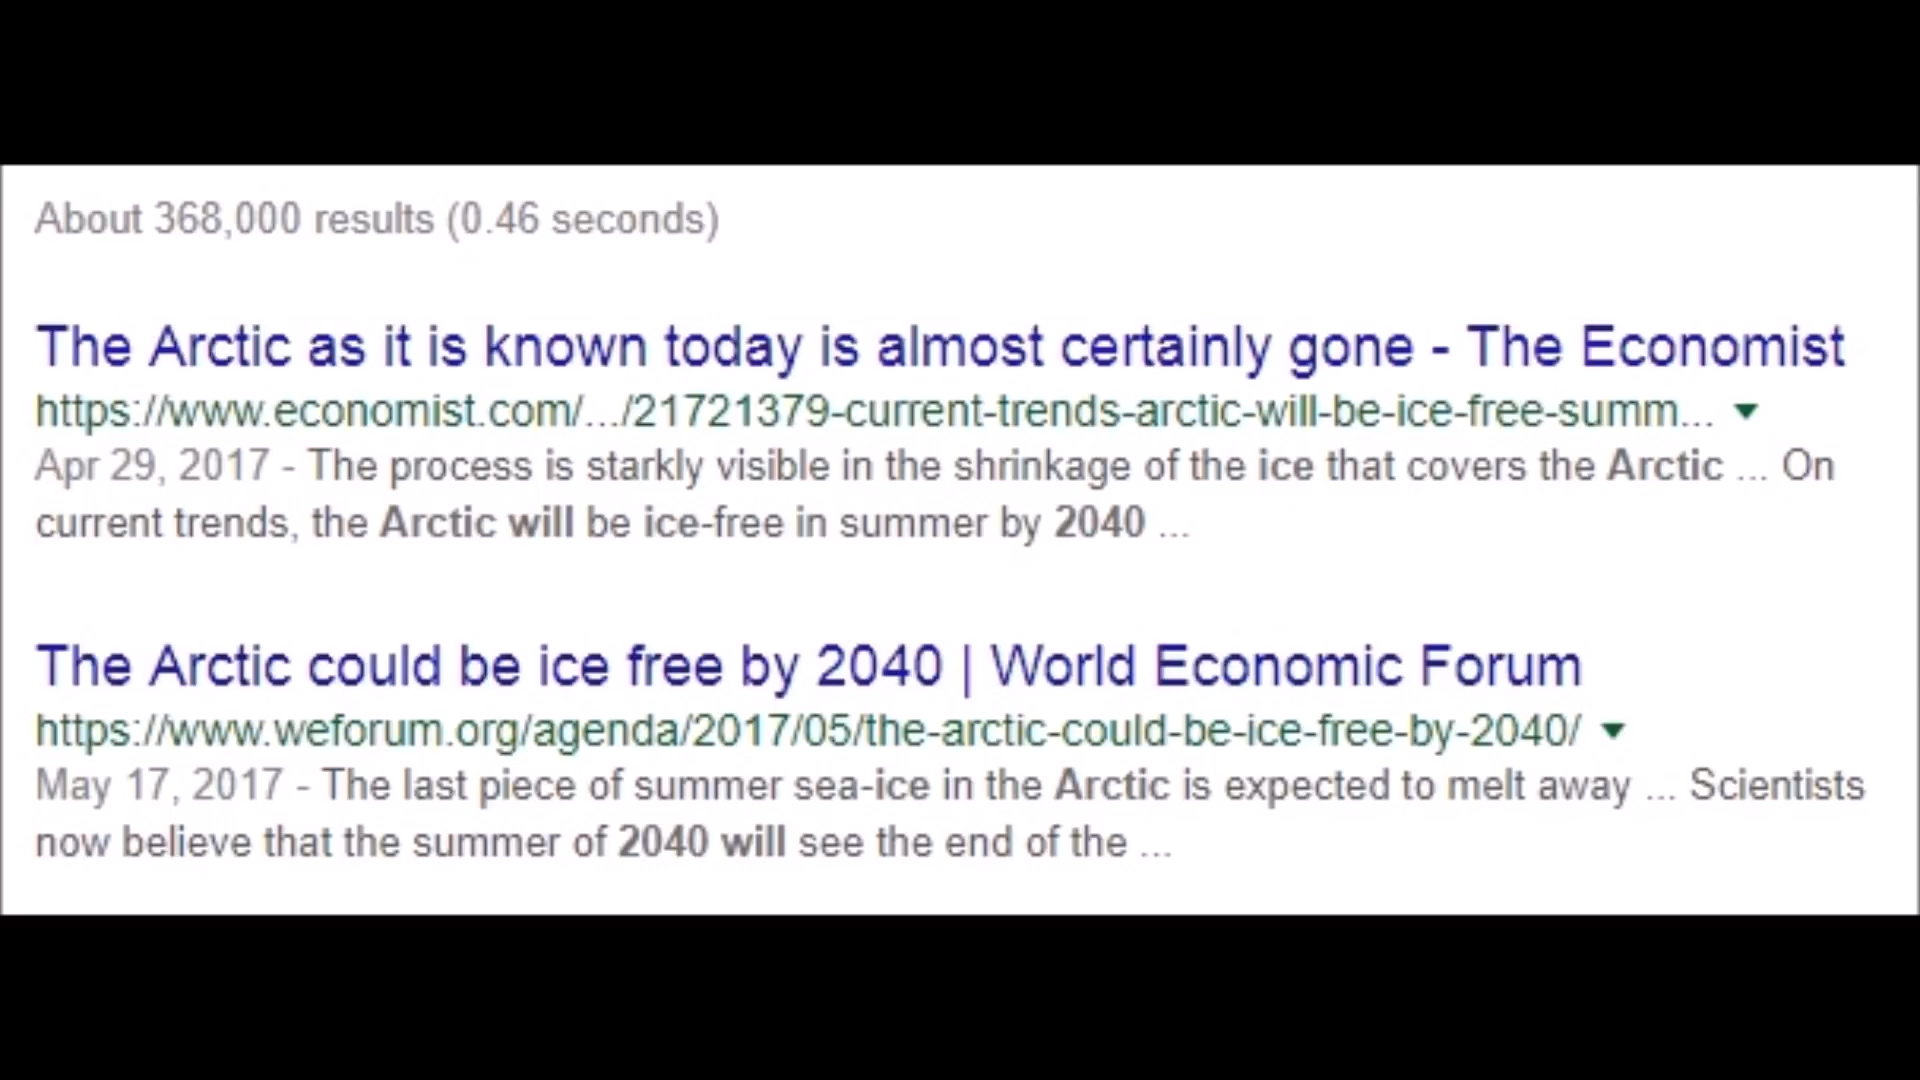 About 368,000 results (0.46 seconds)
The Arctic as it is known today is almost certainly gone - The Economist
https://www.economist.com/.../21721379-current-trends-arctic-will-be-ice-free-summ...
Apr 29, 2017 - The process is starkly visible in the shrinkage of the ice that covers the Arctic ... On
current trends, the Arctic will be ice-free in summer by 2040 ...
The Arctic could be ice free by 2040 | World Economic Forum
https://www.weforum.org/agenda/2017/05/the-arctic-could-be-ice-free-by-2040/
May 17, 2017 - The last piece of summer sea-ice in the Arctic is expected to melt away ... Scientists
now believe that the summer of 2040 will see the end of the ...